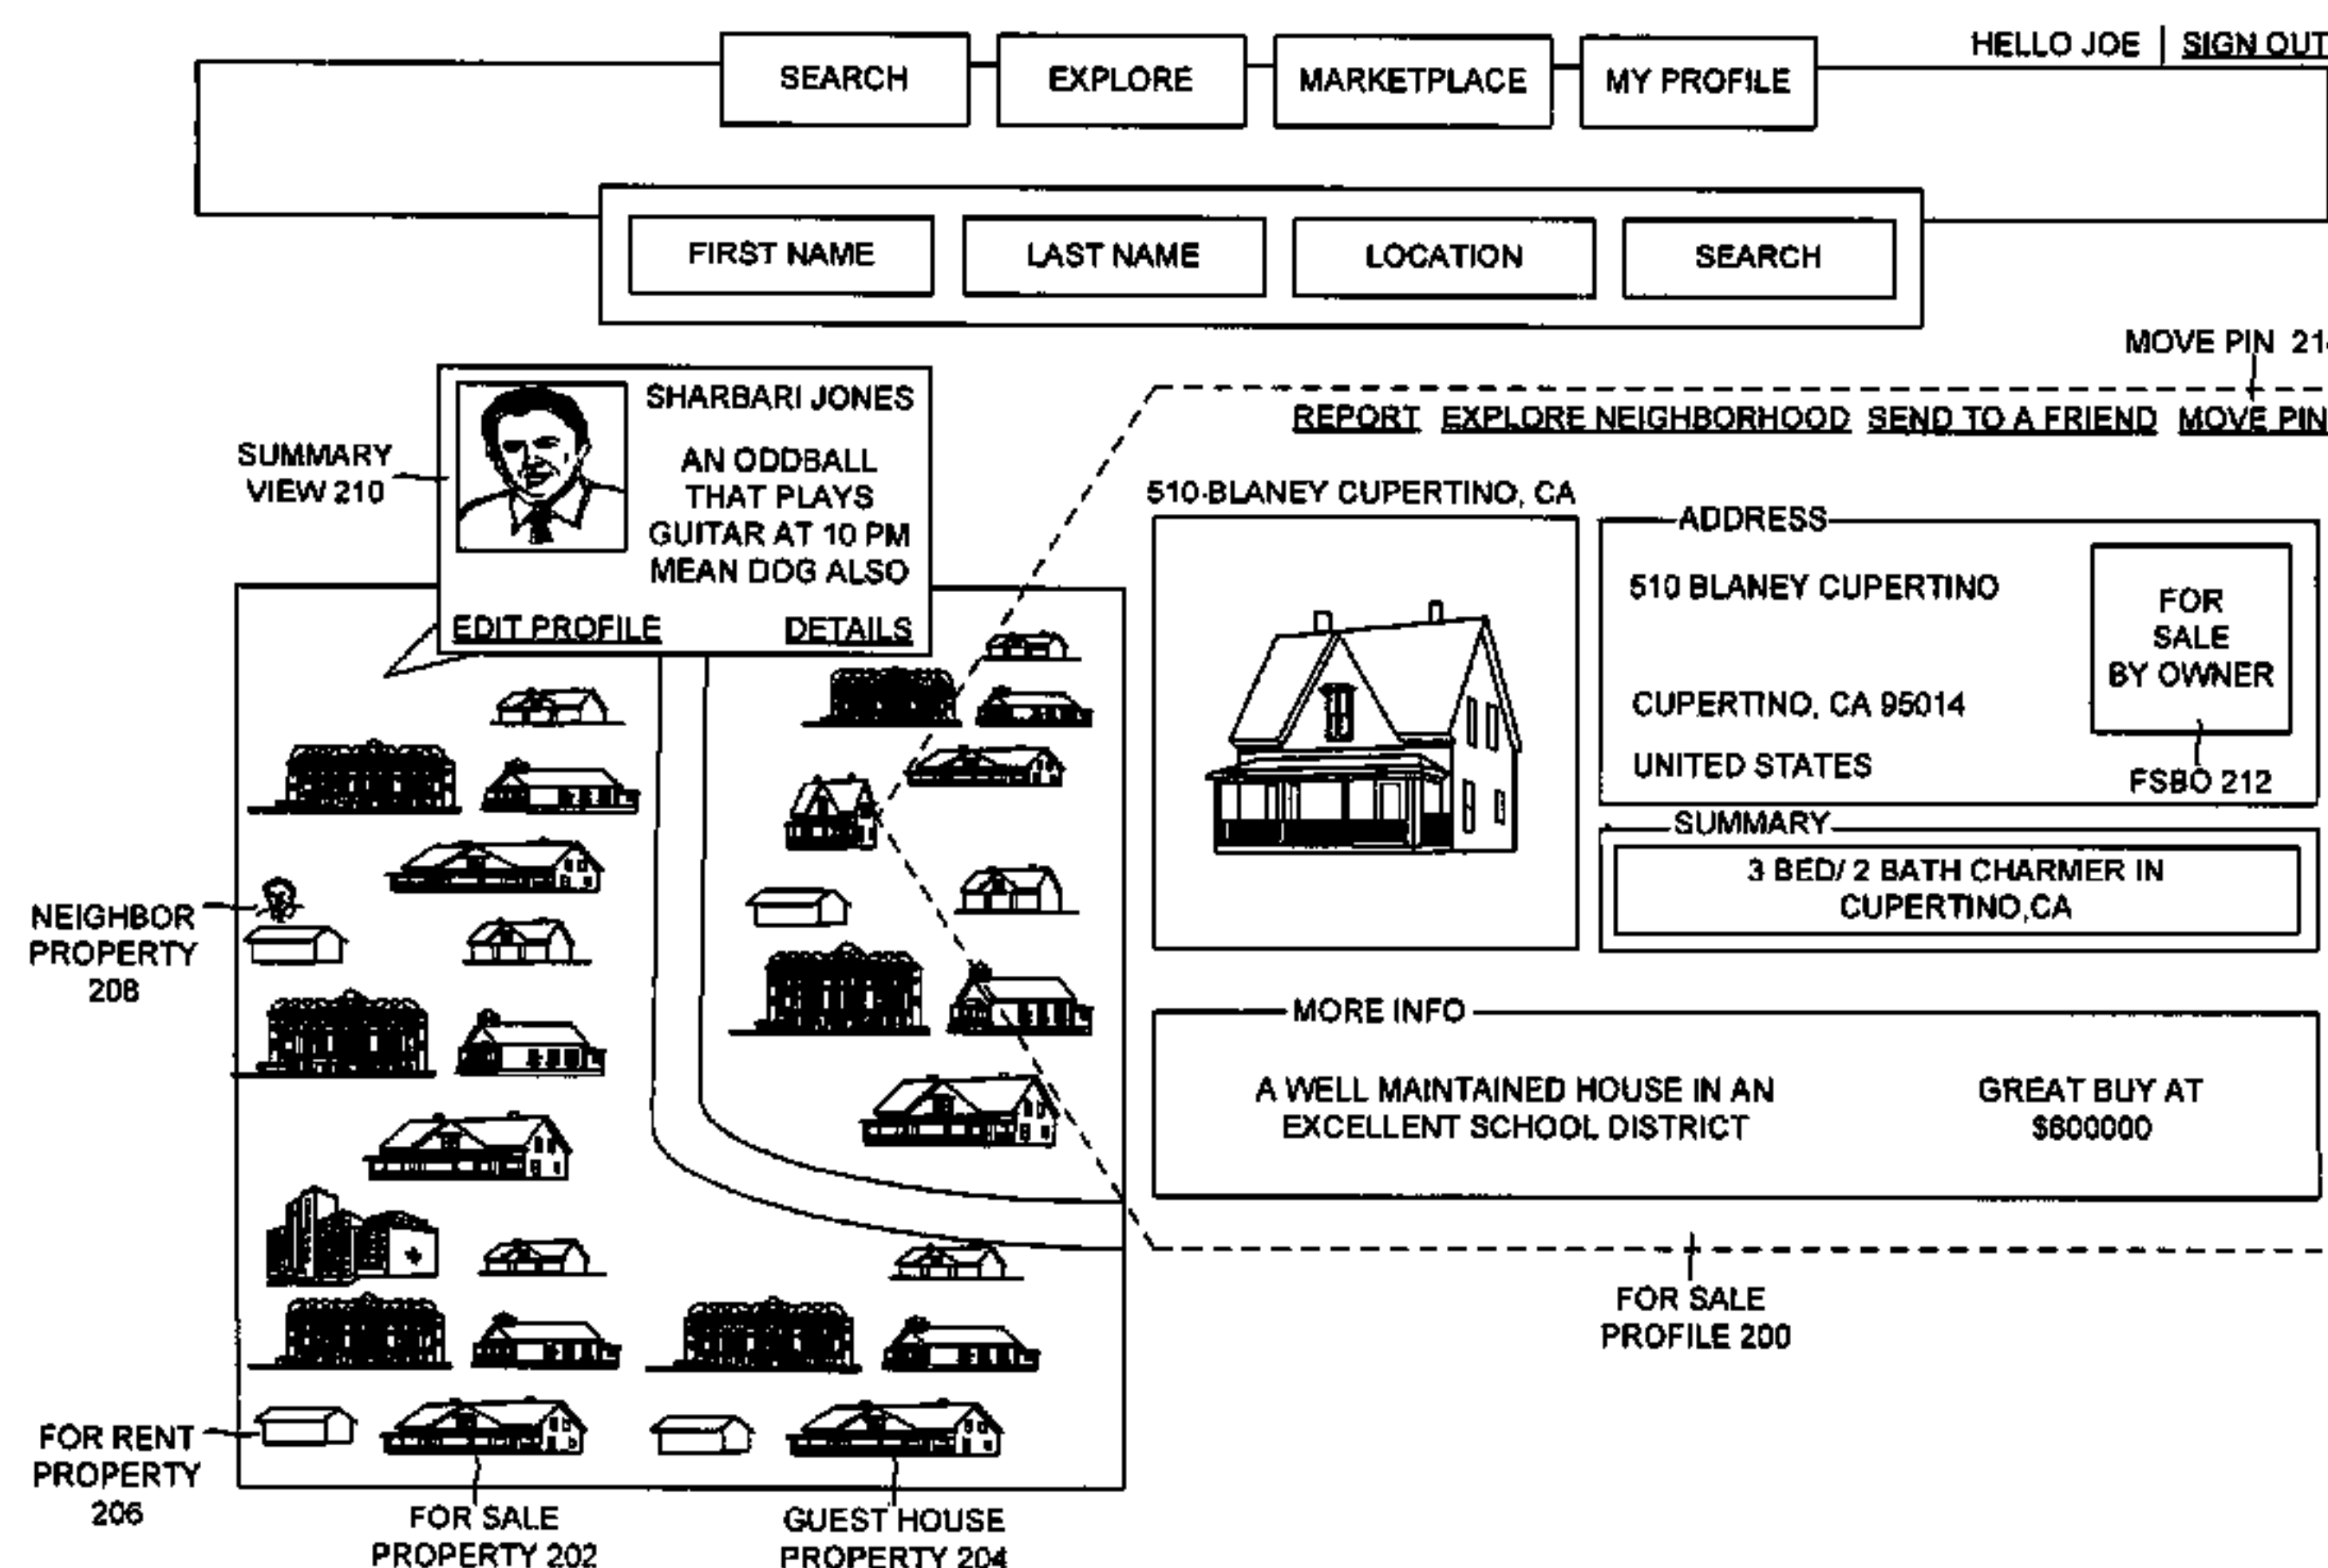 HELLO JOE | SIGN OUT
SEARCH
EXPLORE
MARKETPLACE
MY PROFILE
FIRST NAME
LAST NAME
LOCATION
SEARCH
MOVE PIN
REPORT EXPLORE NEIGHBORHOOD SEND TO A FRIEND MOVE PIN
SUMMARY
VIEW 210
SHARBARI JONES
AN ODDBALL
THAT PLAYS
GUITAR AT 10 PM
MEAN DOG ALSO
EDIT PROFILE
DETAILS
510 BLANEY CUPERTINO, CA
ADDRESS
510 BLANEY CUPERTINO
CUPERTINO, CA 95014
UNITED STATES
FOR
SALE
BY OWNER
FSBO 212
SUMMARY
3 BED/ 2 BATH CHARMER IN
CUPERTINO,CA
MORE INFO
A WELL MAINTAINED HOUSE IN AN
EXCELLENT SCHOOL DISTRICT
GREAT BUY AT
$600000
FOR SALE
PROFILE 200
NEIGHBOR
PROPERTY
208
FOR RENT
PROPERTY
206
FOR SALE
PROPERTY 202
GUEST HOUSE
PROPERTY 204